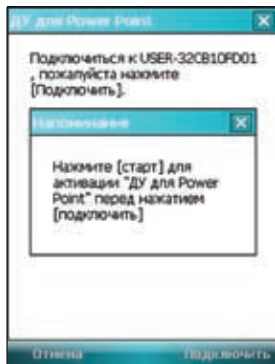 ДУ для Power Point
Подключиться к USER-32CB10FD01
, пожалуйста нажмите
[Подключить].
Напоминание
Нажмите [старт] для
активации "ДУ для Power
Point" перед нажатием
[подключить]
Отмена Подключить